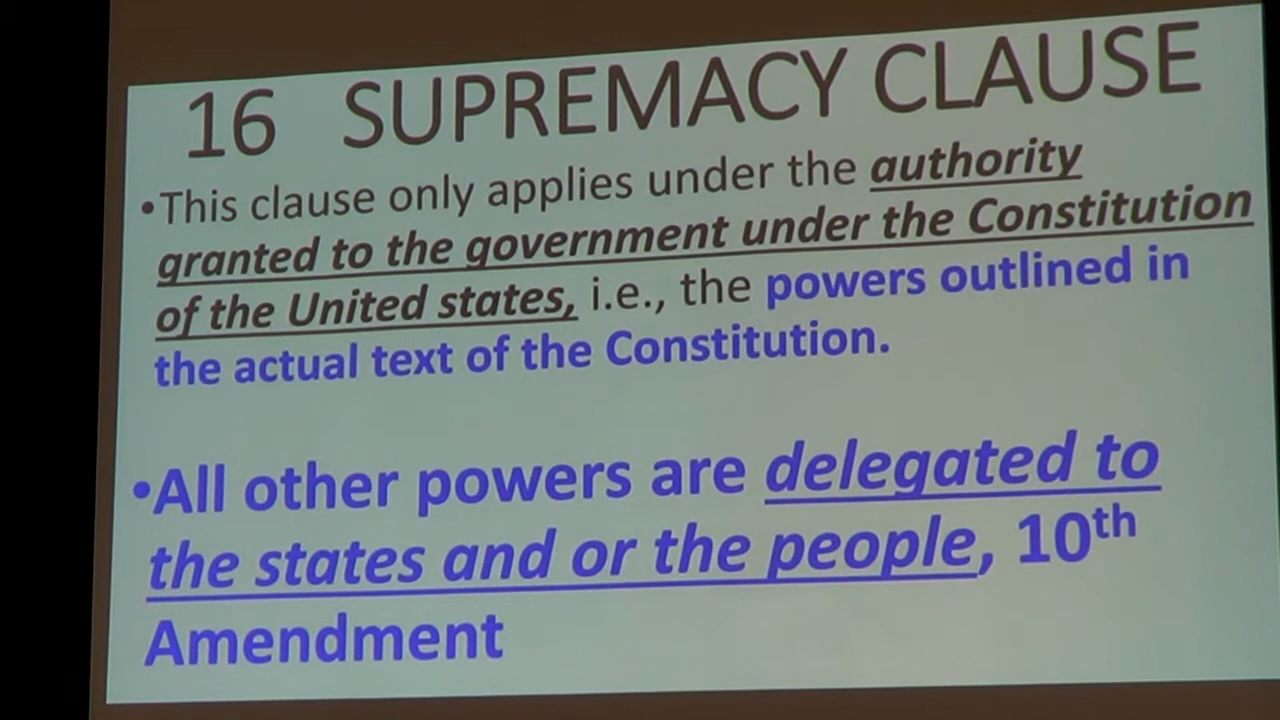 16 SUPREMACY CLAUSE
•This clause only applies under the authority
granted to the government under the Constitution
of the United states, i.e., the powers outlined in
the actual text of the Constitution.
•All other powers are delegated to
the states and or the people, 10th
Amendment